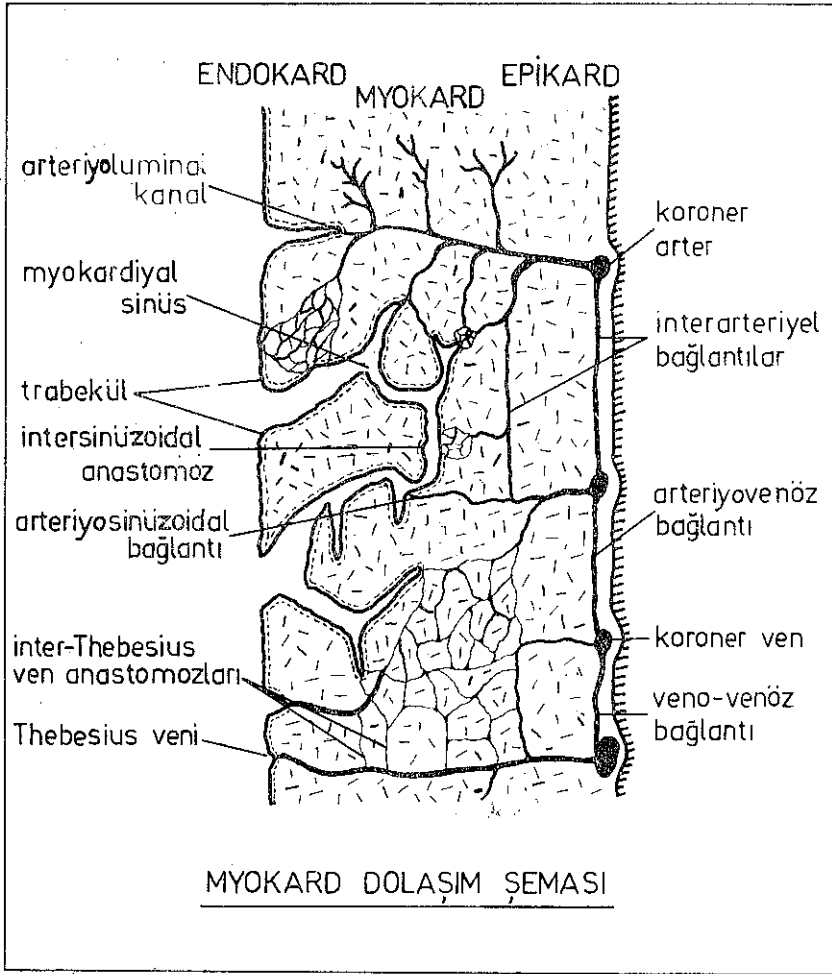 ENDOKARD
MYOKARD
EPİKARD
arteriyoluminal
kanal
myokardiyal
sinüs
trabekül
intersinüzoidal
anastomoz
arteriyosinüzoidal
bağlantı
inter-Thebesius
ven anastomozları
Thebesius veni
koroner
arter
interarteriyel
bağlantılar
arteriyovenöz
bağlantı
koroner ven
veno-venöz
bağlantı
MYOKARD DOLAŞIM ŞEMASI